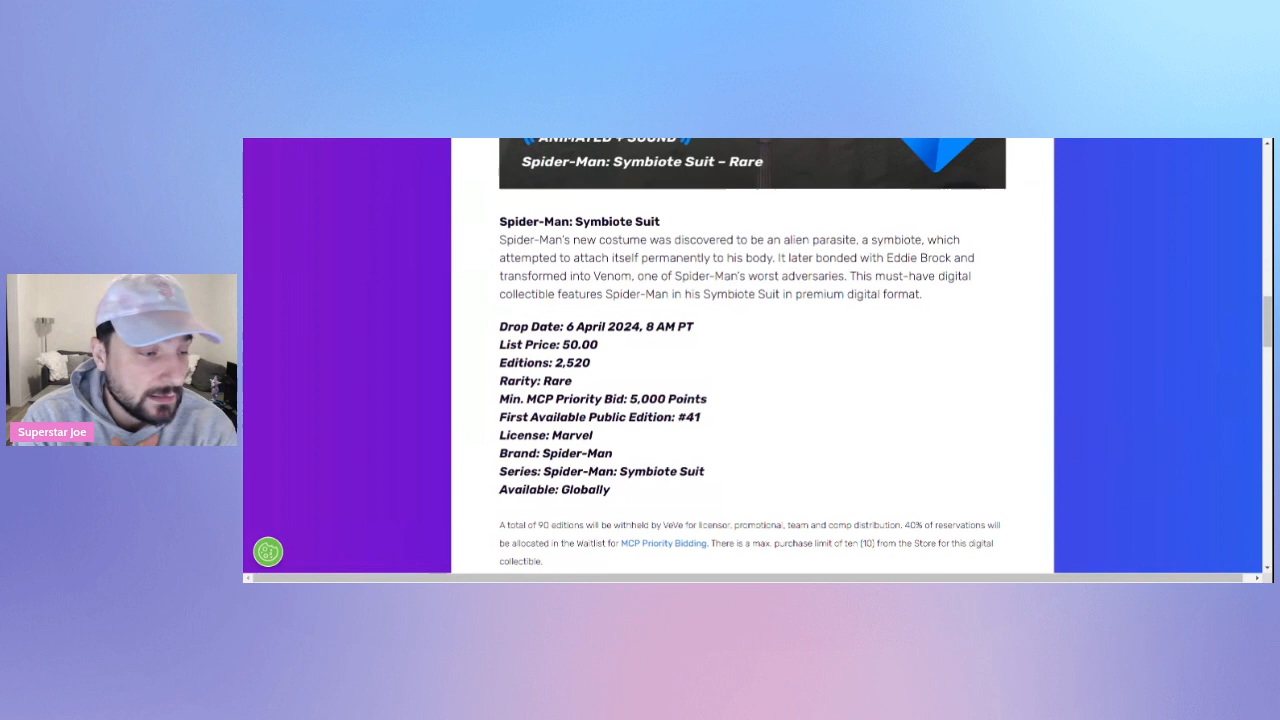 ANIMATED + SOUND
Spider-Man: Symbiote Suit – Rare
Spider-Man: Symbiote Suit
Spider-Man's new costume was discovered to be an alien parasite, a symbiote, which
attempted to attach itself permanently to his body. It later bonded with Eddie Brock and
transformed into Venom, one of Spider-Man's worst adversaries. This must-have digital
collectible features Spider-Man in his Symbiote Suit in premium digital format.
Drop Date: 6 April 2024, 8 AM PT
List Price: 50.00
Editions: 2,520
Rarity: Rare
Min. MCP Priority Bid: 5,000 Points
First Available Public Edition: #41
License: Marvel
Brand: Spider-Man
Series: Spider-Man: Symbiote Suit
Available: Globally
A total of 90 editions will be withheld by VeVe for licensor, promotional, team and comp distribution. 40% of reservations will
be allocated in the Waitlist for MCP Priority Bidding. There is a max. purchase limit of ten (10) from the Store for this digital
collectible.
Superstar Joe